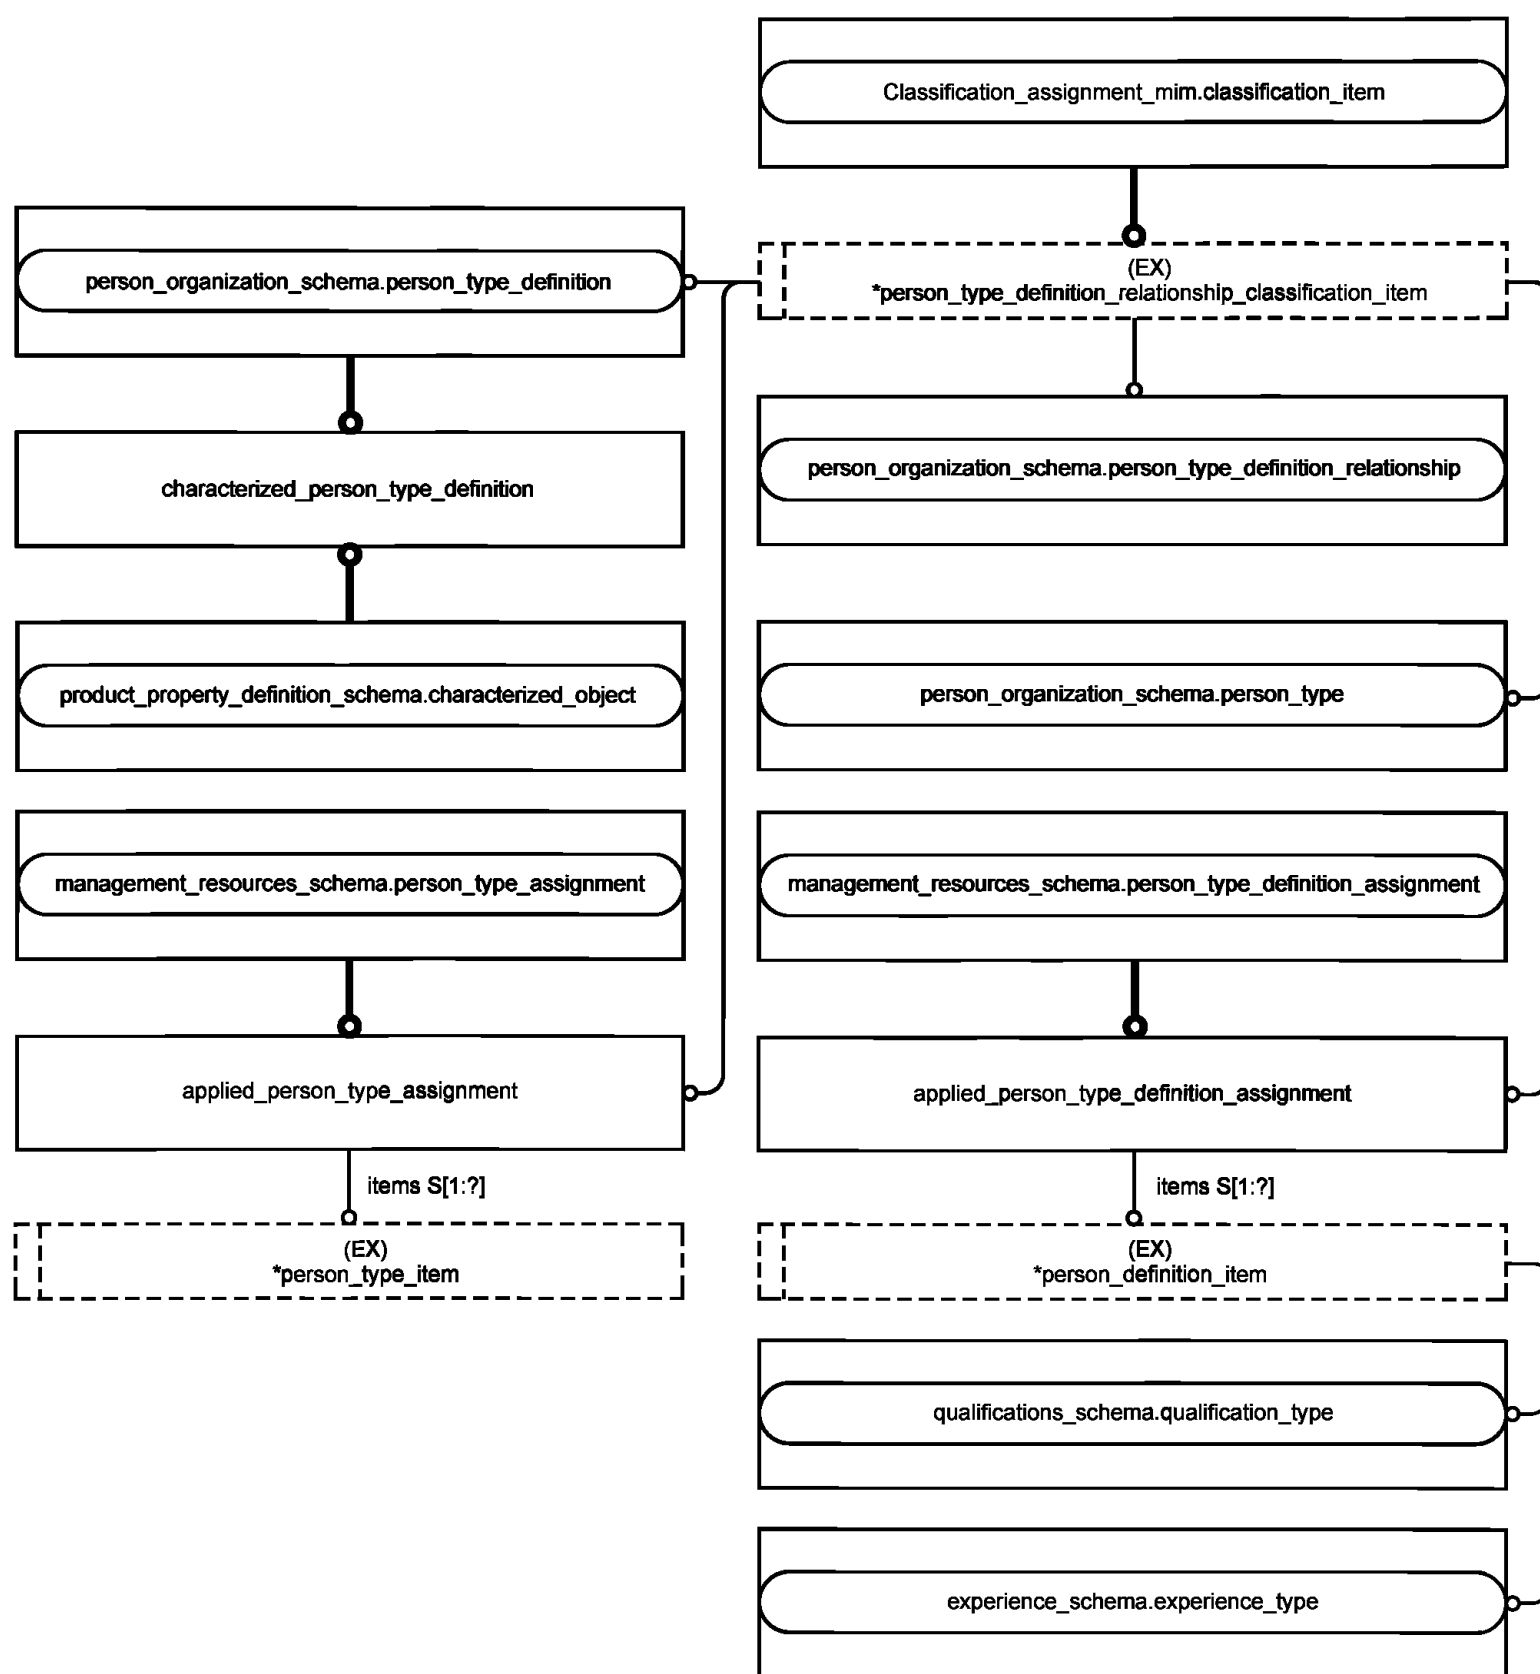 Classification_assignment_mim.classification_item
person_organization_schema.person_type_definition
(EX)
*person_type_definition_relationship_classification_item
characterized_person_type_definition
person_organization_schema.person_type_definition_relationship
product_property_definition_schema.characterized_object
person_organization_schema.person_type
management_resources_schema.person_type_assignment
management_resources_schema.person_type_definition_assignment
applied_person_type_assignment
applied_person_type_definition_assignment
items S[1:?]
items S[1:?]
(EX)
*person_type_item
(EX)
*person_definition_item
qualifications_schema.qualification_type
experience_schema.experience_type